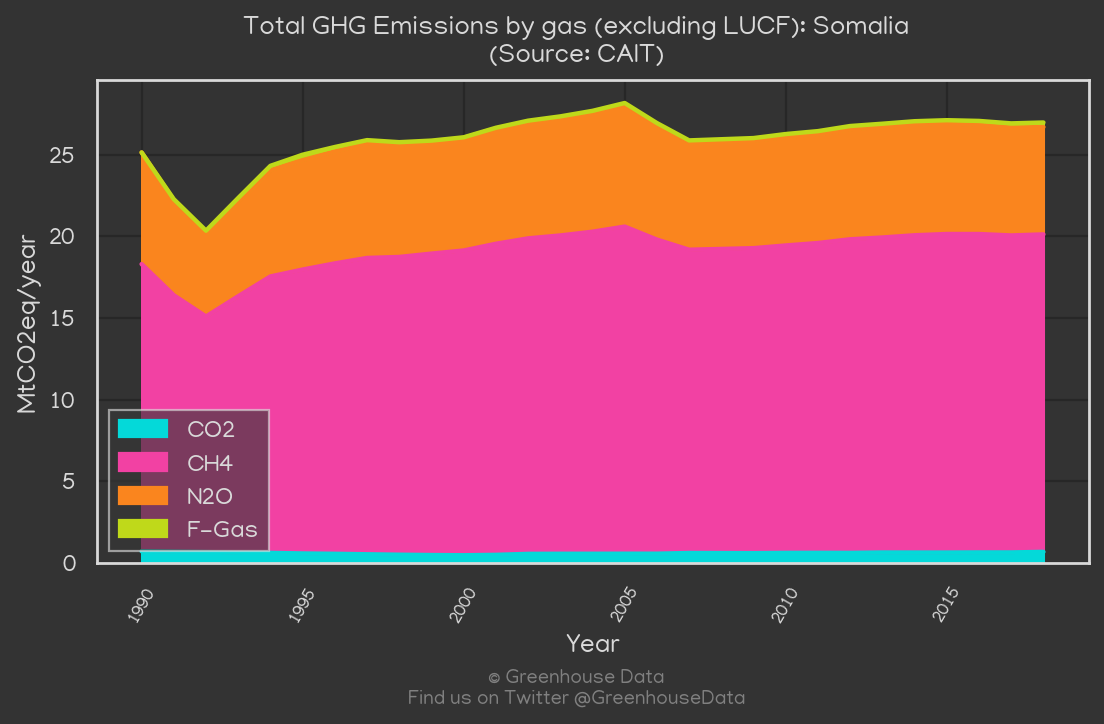 Total GHG Emissions by gas (excluding LUCF): Somalia
(Source: CAIT)
MtCO2eq/year
25
20
15
10
5
0
CO2
CH4
N2O
F-Gas
1990
1995
2000
2005
2010
2015
Year
© Greenhouse Data
Find us on Twitter @GreenhouseData